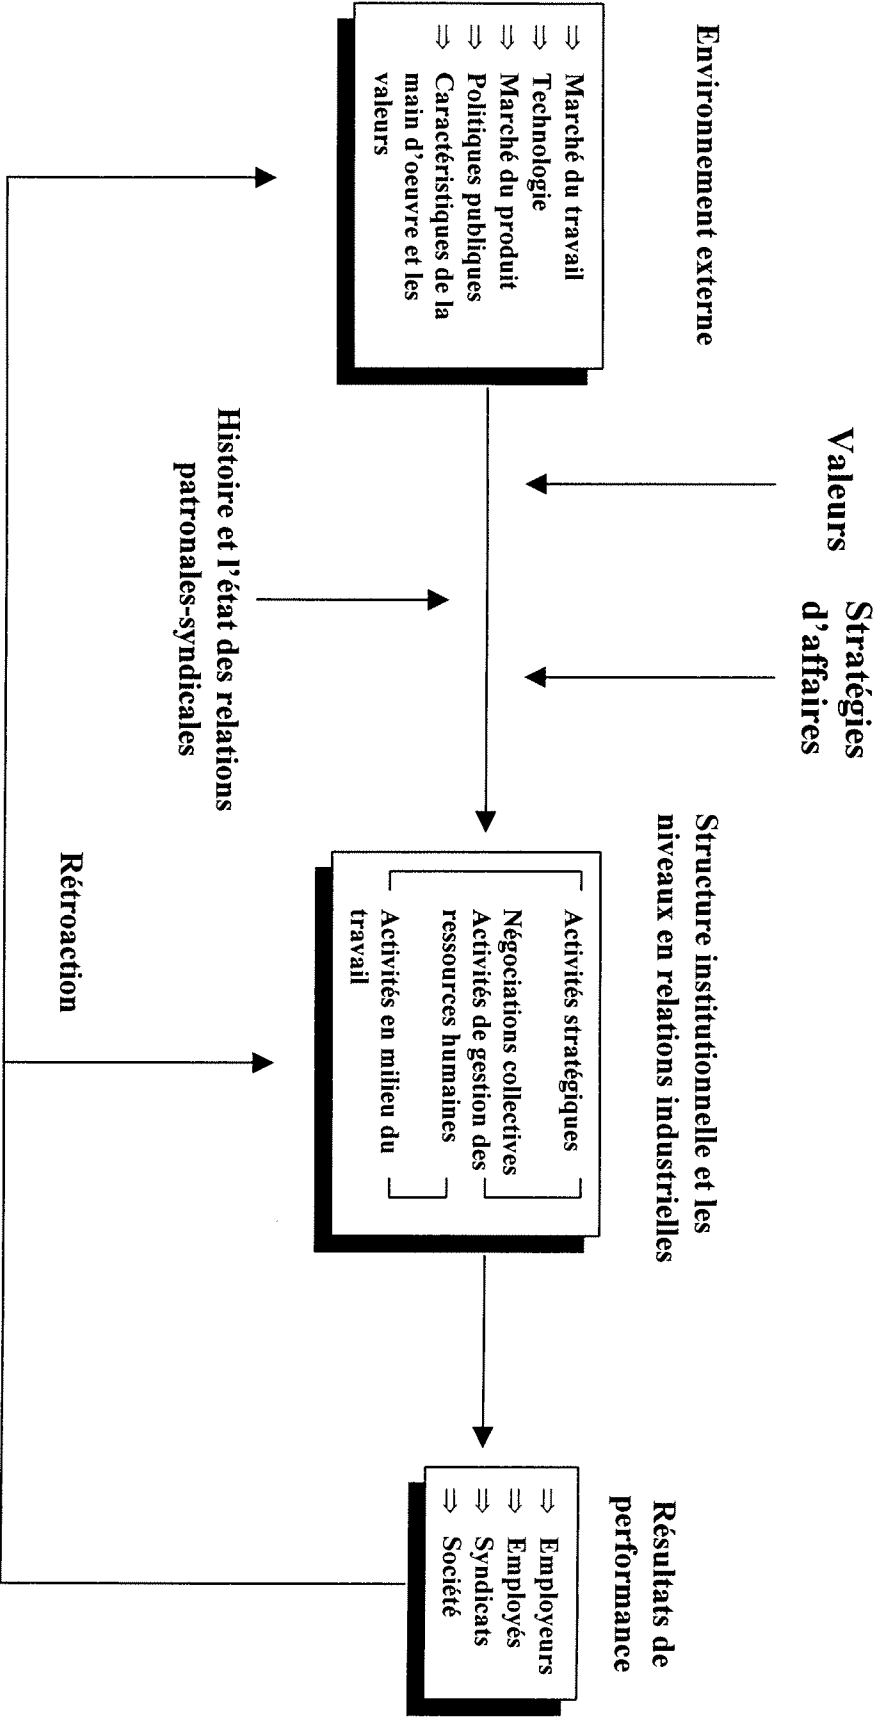 Valeurs
Stratégies
d'affaires
Environnement externe
⇒ Marché du travail
⇒ Technologie
⇒ Marché du produit
⇒ Politiques publiques
⇒ Caractéristiques de la
main d'oeuvre et les
valeurs
Histoire et l'état des relations
patronales-syndicales
Structure institutionnelle et les
niveaux en relations industrielles
Activités stratégiques
Négociations collectives
Activités de gestion des
ressources humaines
Activités en milieu du
travail
Résultats de
performance
⇒ Employeurs
⇒ Employés
⇒ Syndicats
⇒ Société
Rétroaction